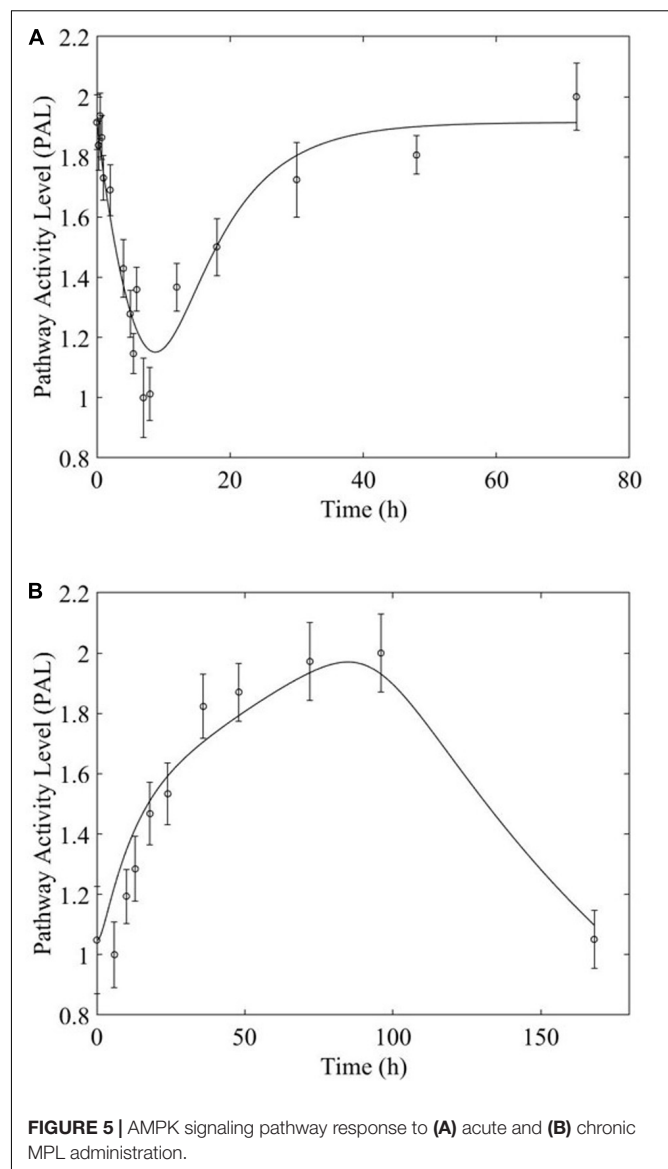 A
2.2
2
1.8
1.6
1.4
1.2
1
0.8
Pathway Activity Level (PAL)
0 20 40 60 80
Time (h)
B
2.2
2
1.8
1.6
1.4
1.2
1
0.8
Pathway Activity Level (PAL)
0 50 100 150
Time (h)
FIGURE 5 | AMPK signaling pathway response to (A) acute and (B) chronic
MPL administration.